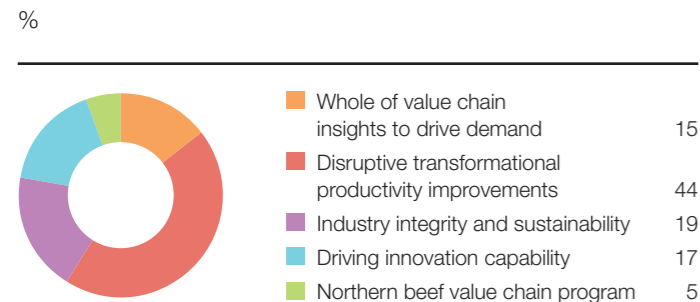 %
Whole of value chain
insights to drive demand 15
Disruptive transformational
productivity improvements 44
Industry integrity and sustainability 19
Driving innovation capability 17
Northern beef value chain program 5